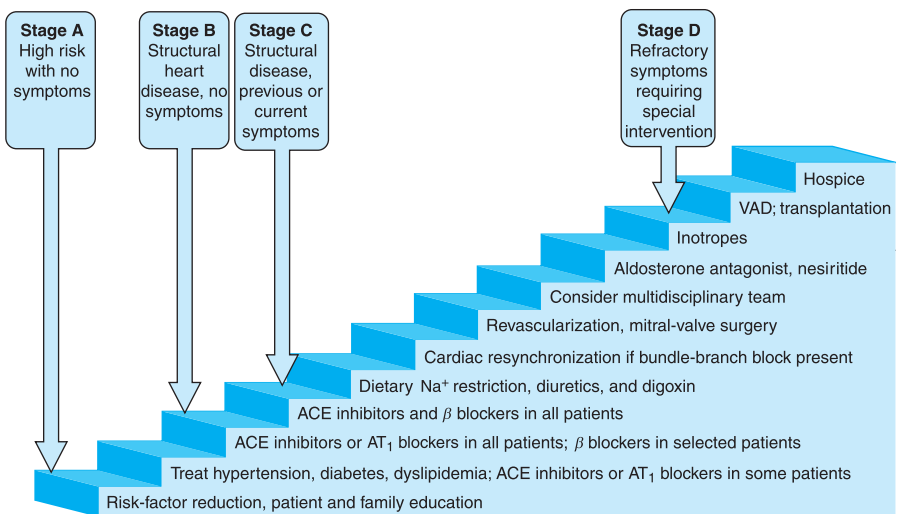 Stage A
High risk
with no
symptoms
Stage B
Structural
heart
disease, no
symptoms
Stage C
Structural
disease,
previous or
current
symptoms
Stage D
Refractory
symptoms
requiring
special
intervention
Hospice
VAD; transplantation
Inotropes
Aldosterone antagonist, nesiritide
Consider multidisciplinary team
Revascularization, mitral-valve surgery
Cardiac resynchronization if bundle-branch block present
Dietary Na⁺ restriction, diuretics, and digoxin
ACE inhibitors and β blockers in all patients
ACE inhibitors or AT₁ blockers in all patients; β blockers in selected patients
Treat hypertension, diabetes, dyslipidemia; ACE inhibitors or AT₁ blockers in some patients
Risk-factor reduction, patient and family education